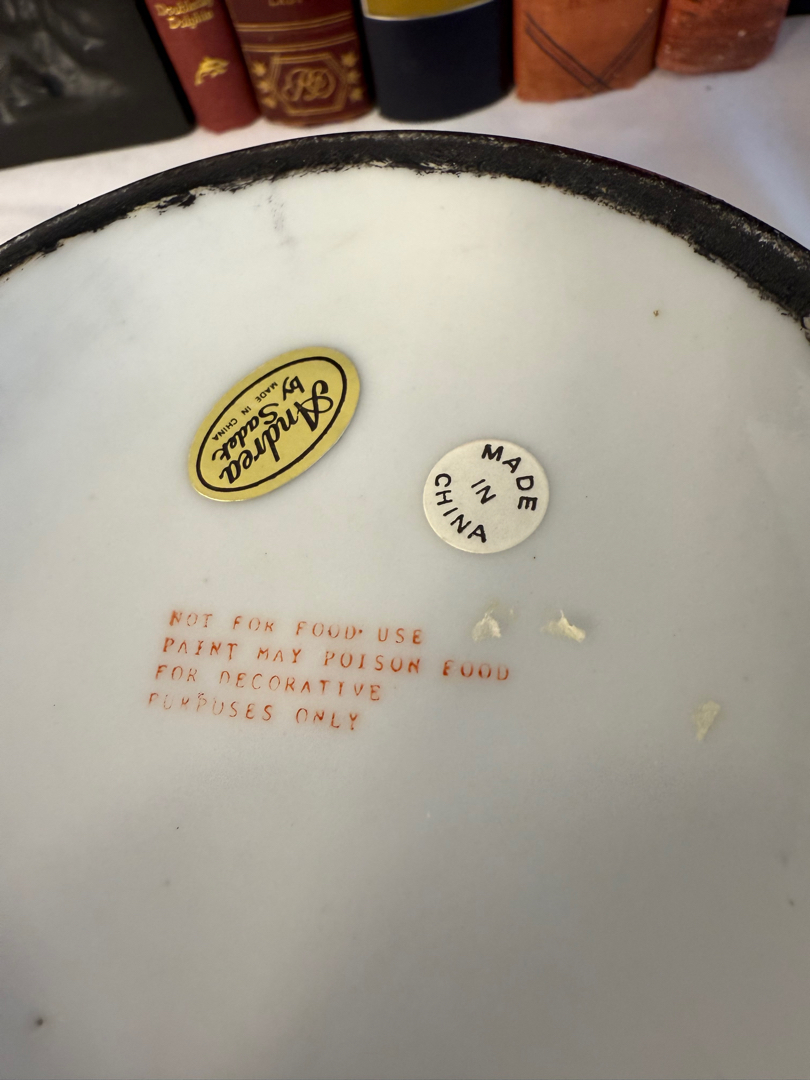 Andrea
by Sadek
MADE IN CHINA
MADE
IN
CHINA
NOT FOR FOOD USE
PAINT MAY POISON FOOD
FOR DECORATIVE
PURPUSES ONLY